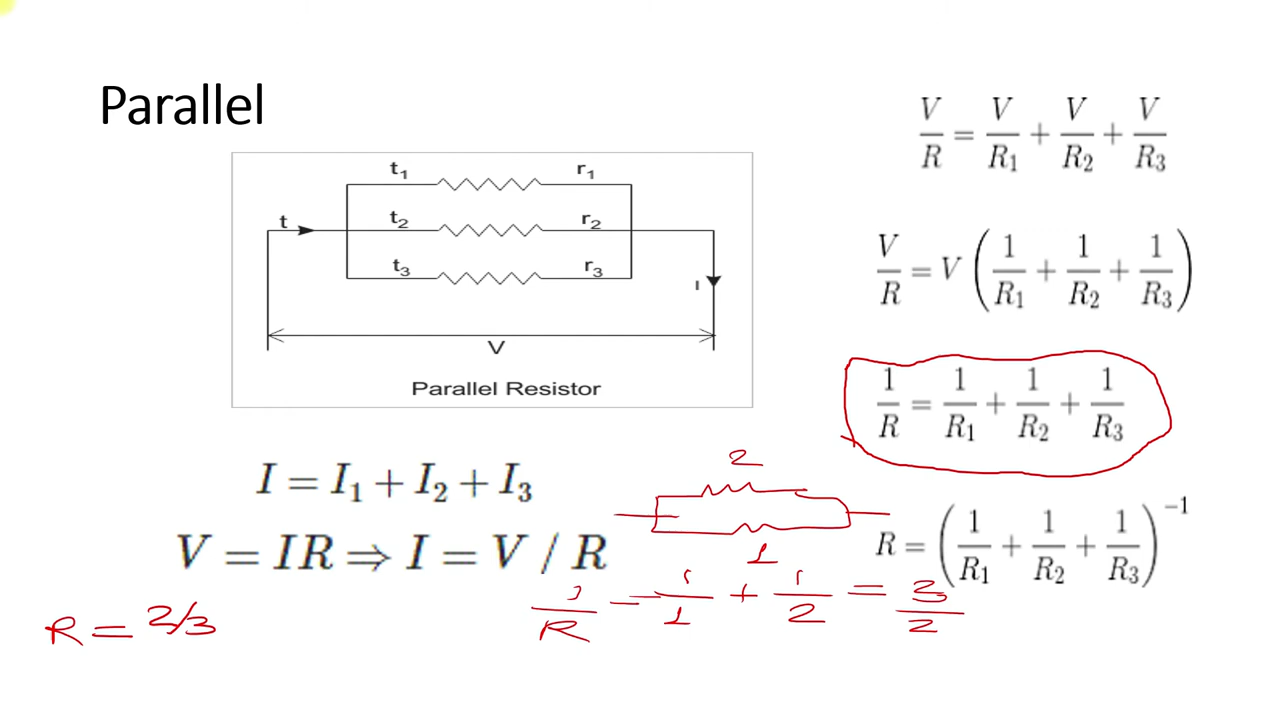 Parallel
t₁ r₁
t t₂ r₂
t₃ r₃
I
V
Parallel Resistor
I = I₁ + I₂ + I₃
V = IR ⇒ I = V / R
V/R = V/R₁ + V/R₂ + V/R₃
V/R = V (1/R₁ + 1/R₂ + 1/R₃)
1/R = 1/R₁ + 1/R₂ + 1/R₃
R = (1/R₁ + 1/R₂ + 1/R₃)⁻¹
2
1
1/R = 1/1 + 1/2 = 3/2
R = 2/3